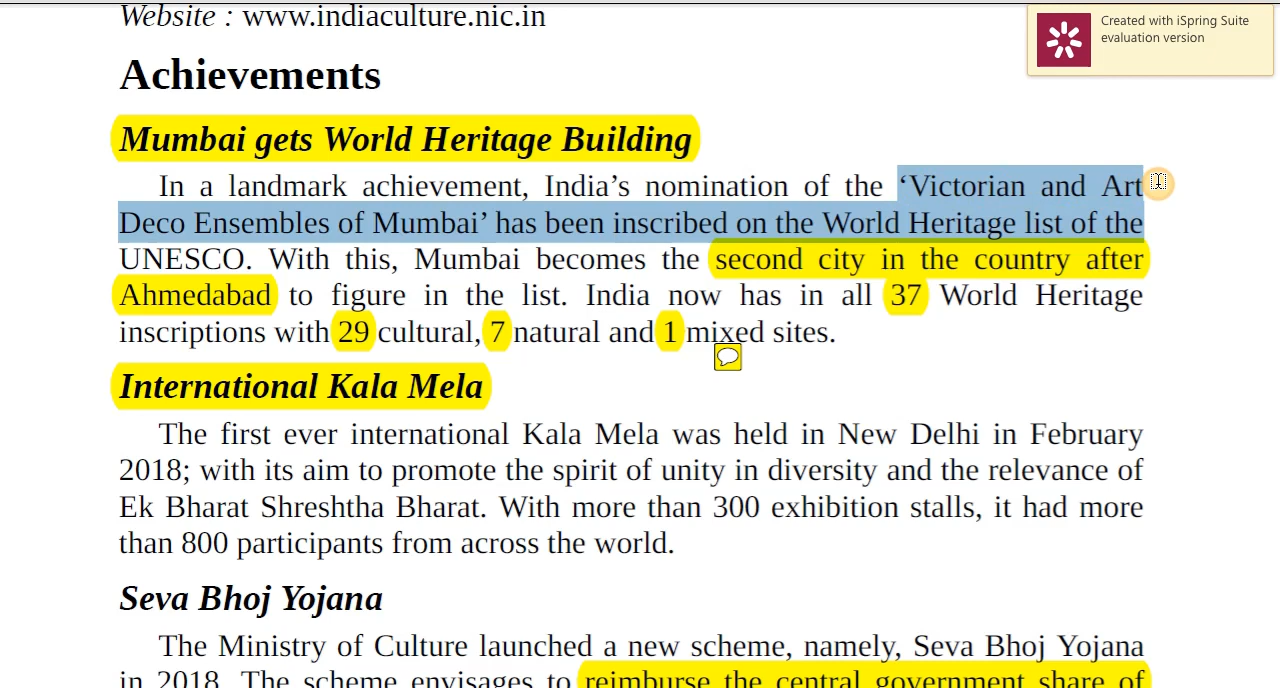 Website : www.indiaculture.nic.in
Created with iSpring Suite
evaluation version
Achievements
Mumbai gets World Heritage Building
In a landmark achievement, India’s nomination of the ‘Victorian and Art
Deco Ensembles of Mumbai’ has been inscribed on the World Heritage list of the
UNESCO. With this, Mumbai becomes the second city in the country after
Ahmedabad to figure in the list. India now has in all 37 World Heritage
inscriptions with 29 cultural, 7 natural and 1 mixed sites.
International Kala Mela
The first ever international Kala Mela was held in New Delhi in February
2018; with its aim to promote the spirit of unity in diversity and the relevance of
Ek Bharat Shreshtha Bharat. With more than 300 exhibition stalls, it had more
than 800 participants from across the world.
Seva Bhoj Yojana
The Ministry of Culture launched a new scheme, namely, Seva Bhoj Yojana
in 2018. The scheme envisages to reimburse the central government share of